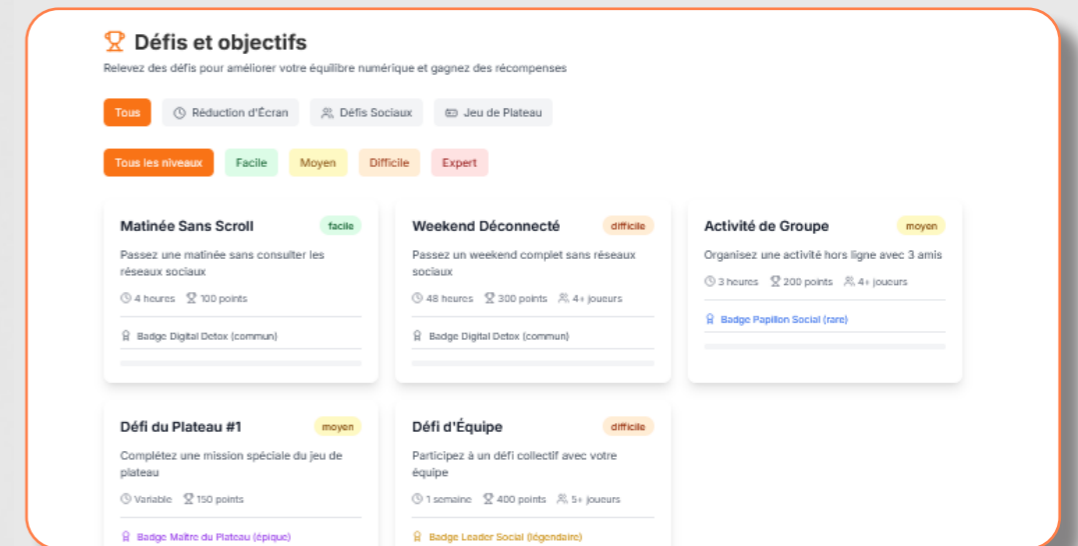 Défis et objectifs
Relevez des défis pour améliorer votre équilibre numérique et gagnez des récompenses
Tous
Réduction d'Écran
Défis Sociaux
Jeu de Plateau
Tous les niveaux
Facile
Moyen
Difficile
Expert
Matinée Sans Scroll
facile
Passez une matinée sans consulter les
réseaux sociaux
4 heures 100 points
Badge Digital Detox (commun)
Weekend Déconnecté
difficile
Passez un weekend complet sans réseaux
sociaux
48 heures 300 points 4+ joueurs
Badge Digital Detox (commun)
Activité de Groupe
moyen
Organisez une activité hors ligne avec 3 amis
3 heures 200 points 4+ joueurs
Badge Papillon Social (rare)
Défi du Plateau #1
moyen
Complétez une mission spéciale du jeu de
plateau
Variable 150 points
Badge Maître du Plateau (épique)
Défi d'Équipe
difficile
Participez à un défi collectif avec votre
équipe
1 semaine 400 points 5+ joueurs
Badge Leader Social (légendaire)